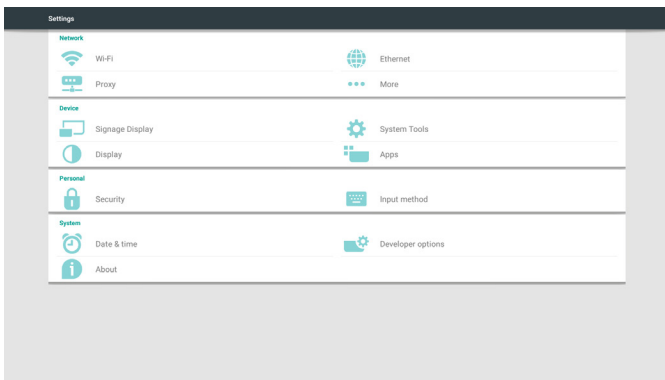 Settings
Network
Wi-Fi
Ethernet
Proxy
More
Device
Signage Display
System Tools
Display
Apps
Personal
Security
Input method
System
Date & time
Developer options
About